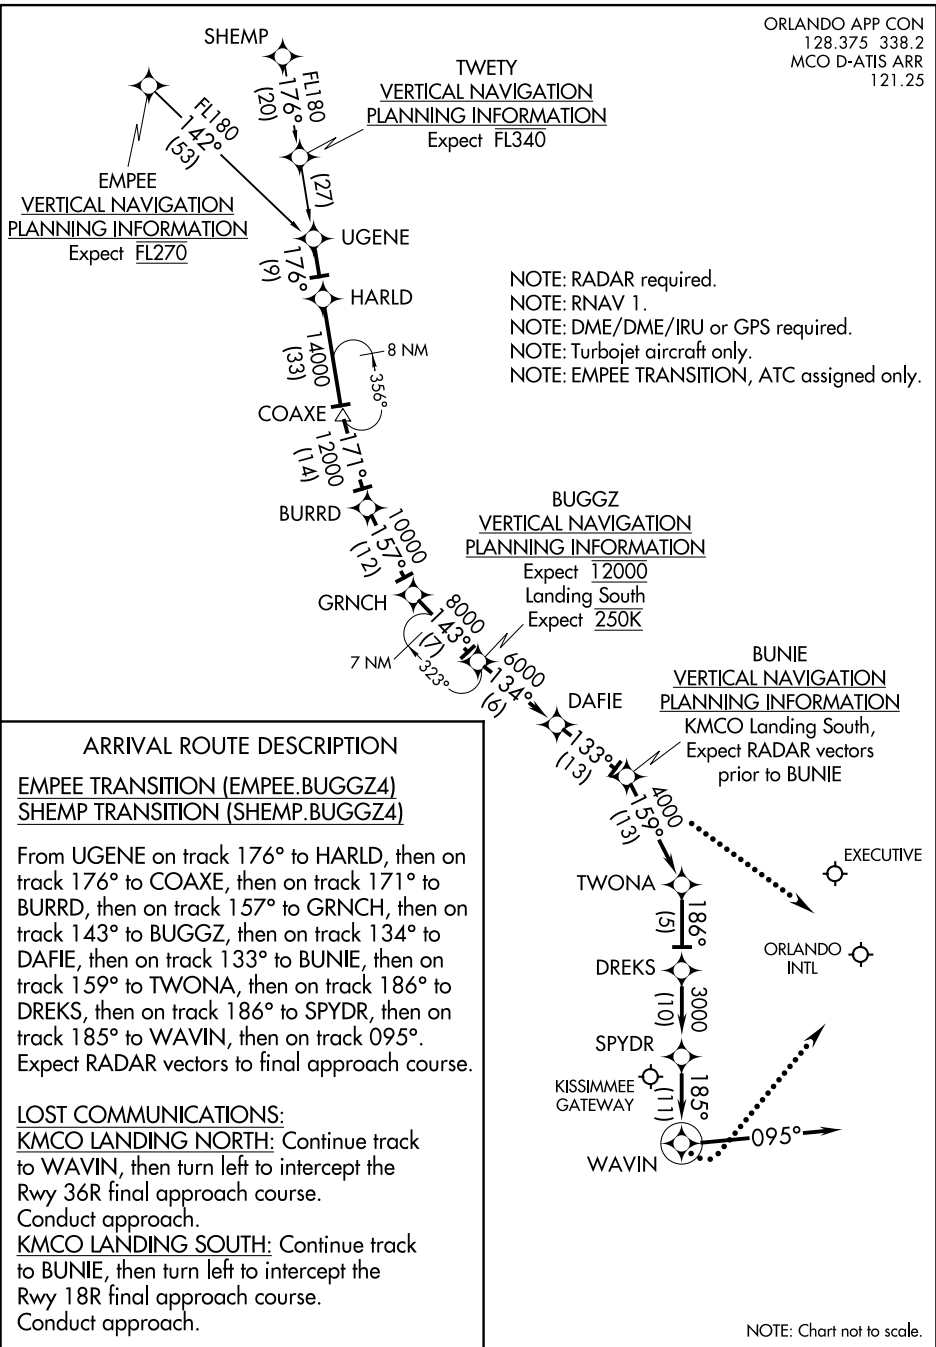 ORLANDO APP CON
128.375 338.2
MCO D-ATIS ARR
121.25
SHEMP
FL180
176°
(20)
TWETY
VERTICAL NAVIGATION
PLANNING INFORMATION
Expect FL340
FL180
142°
(53)
EMPEE
VERTICAL NAVIGATION
PLANNING INFORMATION
Expect FL270
(27)
UGENE
176°
(9)
HARLD
NOTE: RADAR required.
NOTE: RNAV 1.
NOTE: DME/DME/IRU or GPS required.
NOTE: Turbojet aircraft only.
NOTE: EMPEE TRANSITION, ATC assigned only.
14000
(33)
8 NM
356°
COAXE
171°
12000
(14)
BURRD
10000
157°
(12)
BUGGZ
VERTICAL NAVIGATION
PLANNING INFORMATION
Expect 12000
Landing South
Expect 250K
GRNCH
8000
143°
(7)
7 NM
323°
6000
134°
(6)
DAFIE
BUNIE
VERTICAL NAVIGATION
PLANNING INFORMATION
KMCO Landing South,
Expect RADAR vectors
prior to BUNIE
133°
(13)
4000
159°
(13)
EXECUTIVE
TWONA
186°
(5)
ORLANDO
INTL
DREKS
3000
(10)
SPYDR
KISSIMMEE
GATEWAY
185°
(11)
095°
WAVIN
ARRIVAL ROUTE DESCRIPTION
EMPEE TRANSITION (EMPEE.BUGGZ4)
SHEMP TRANSITION (SHEMP.BUGGZ4)
From UGENE on track 176° to HARLD, then on
track 176° to COAXE, then on track 171° to
BURRD, then on track 157° to GRNCH, then on
track 143° to BUGGZ, then on track 134° to
DAFIE, then on track 133° to BUNIE, then on
track 159° to TWONA, then on track 186° to
DREKS, then on track 186° to SPYDR, then on
track 185° to WAVIN, then on track 095°.
Expect RADAR vectors to final approach course.
LOST COMMUNICATIONS:
KMCO LANDING NORTH: Continue track
to WAVIN, then turn left to intercept the
Rwy 36R final approach course.
Conduct approach.
KMCO LANDING SOUTH: Continue track
to BUNIE, then turn left to intercept the
Rwy 18R final approach course.
Conduct approach.
NOTE: Chart not to scale.